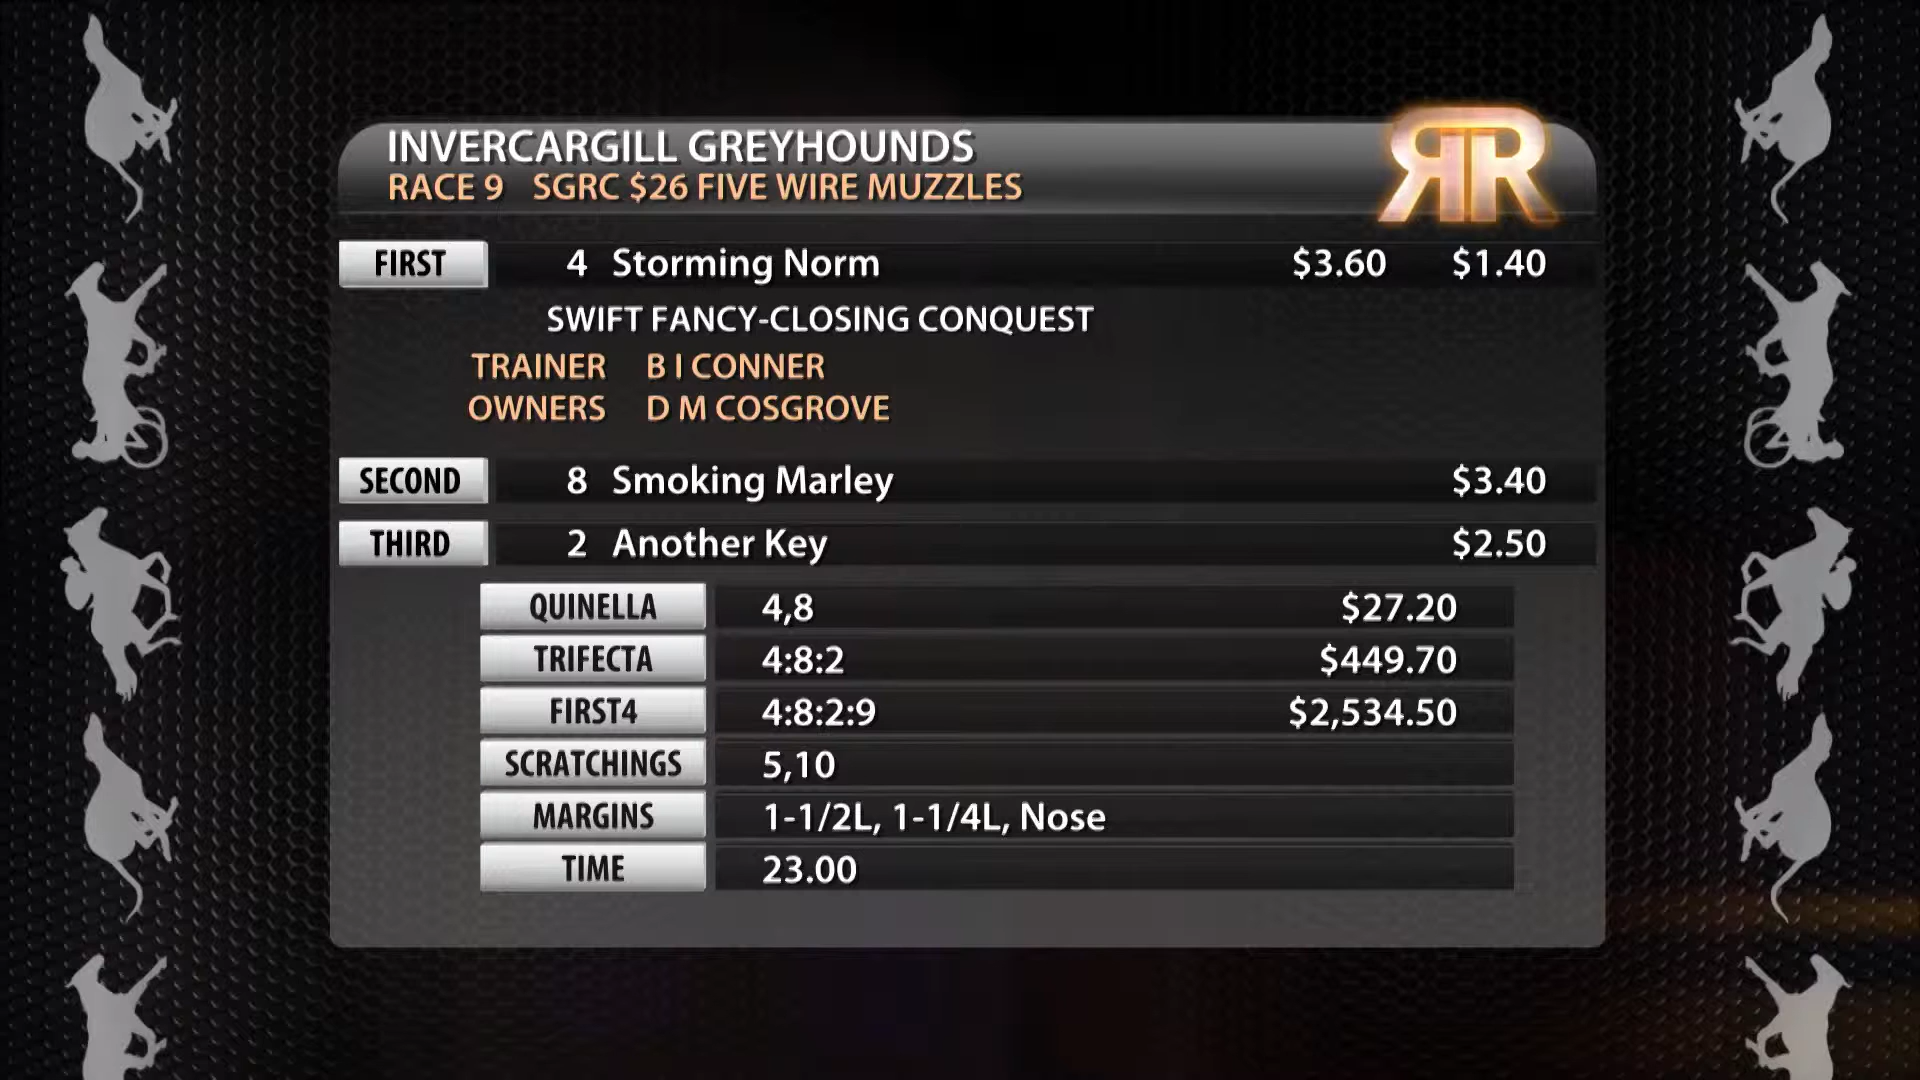 INVERCARGILL GREYHOUNDS
RACE 9 SGRC $26 FIVE WIRE MUZZLES
RR
FIRST 4 Storming Norm $3.60 $1.40
SWIFT FANCY-CLOSING CONQUEST
TRAINER B I CONNER
OWNERS D M COSGROVE
SECOND 8 Smoking Marley $3.40
THIRD 2 Another Key $2.50
QUINELLA 4,8 $27.20
TRIFECTA 4:8:2 $449.70
FIRST4 4:8:2:9 $2,534.50
SCRATCHINGS 5,10
MARGINS 1-1/2L, 1-1/4L, Nose
TIME 23.00